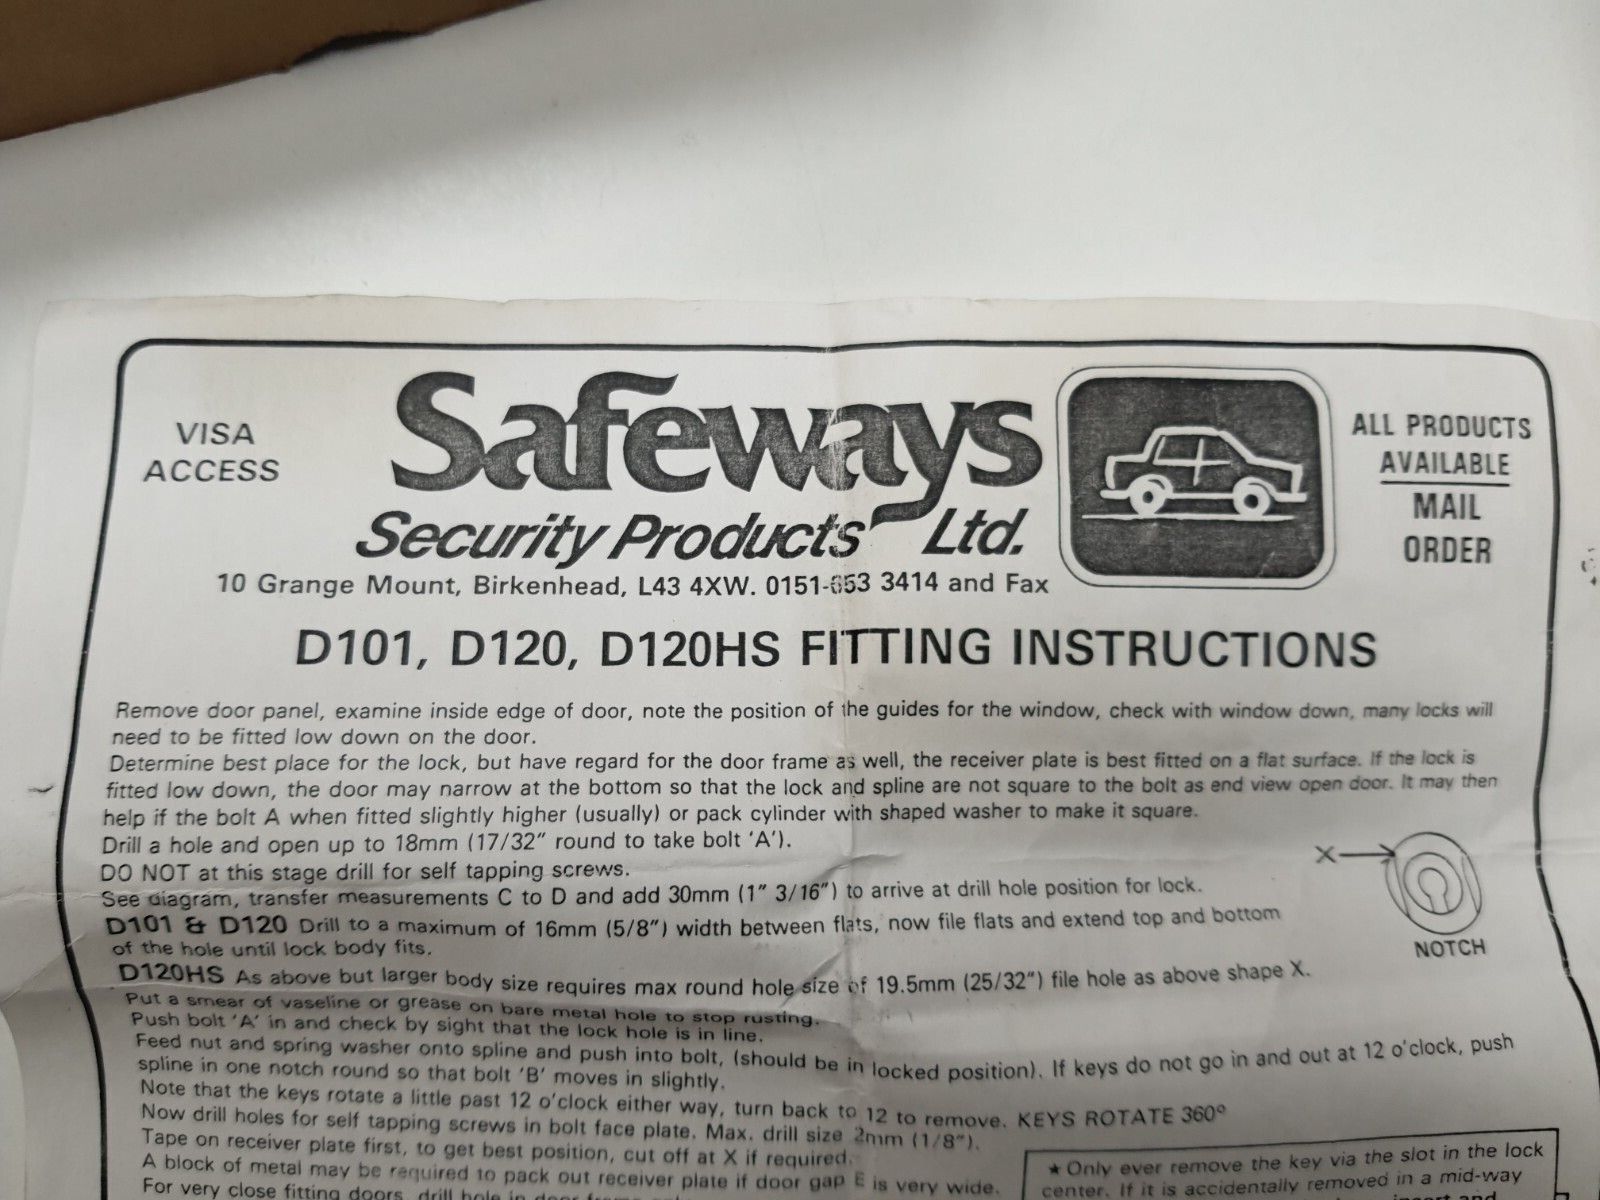 VISA
ACCESS
Safeways
Security Products Ltd.
ALL PRODUCTS
AVAILABLE
MAIL
ORDER
10 Grange Mount, Birkenhead, L43 4XW. 0151-653 3414 and Fax
D101, D120, D120HS FITTING INSTRUCTIONS
Remove door panel, examine inside edge of door, note the position of the guides for the window, check with window down, many locks will
need to be fitted low down on the door.
Determine best place for the lock, but have regard for the door frame as well, the receiver plate is best fitted on a flat surface. If the lock is
fitted low down, the door may narrow at the bottom so that the lock and spline are not square to the bolt as end view open door. It may then
help if the bolt A when fitted slightly higher (usually) or pack cylinder with shaped washer to make it square.
Drill a hole and open up to 18mm (17/32" round to take bolt 'A').
DO NOT at this stage drill for self tapping screws.
See diagram, transfer measurements C to D and add 30mm (1" 3/16") to arrive at drill hole position for lock.
D101 & D120 Drill to a maximum of 16mm (5/8") width between flats, now file flats and extend top and bottom
of the hole until lock body fits.
X
NOTCH
D120HS As above but larger body size requires max round hole size of 19.5mm (25/32") file hole as above shape X.
Put a smear of vaseline or grease on bare metal hole to stop rusting.
Push bolt 'A' in and check by sight that the lock hole is in line.
Feed nut and spring washer onto spline and push into bolt, (should be in locked position). If keys do not go in and out at 12 o'clock, push
spline in one notch round so that bolt 'B' moves in slightly.
Note that the keys rotate a little past 12 o'clock either way, turn back to 12 to remove. KEYS ROTATE 360°
Now drill holes for self tapping screws in bolt face plate. Max. drill size 2mm (1/8").
Tape on receiver plate first, to get best position, cut off at X if required.
A block of metal may be required to pack out receiver plate if door gap E is very wide.
For very close fitting doors, drill hole in door frame only
★ Only ever remove the key via the slot in the lock
center. If it is accidentally removed in a mid-way
insert and